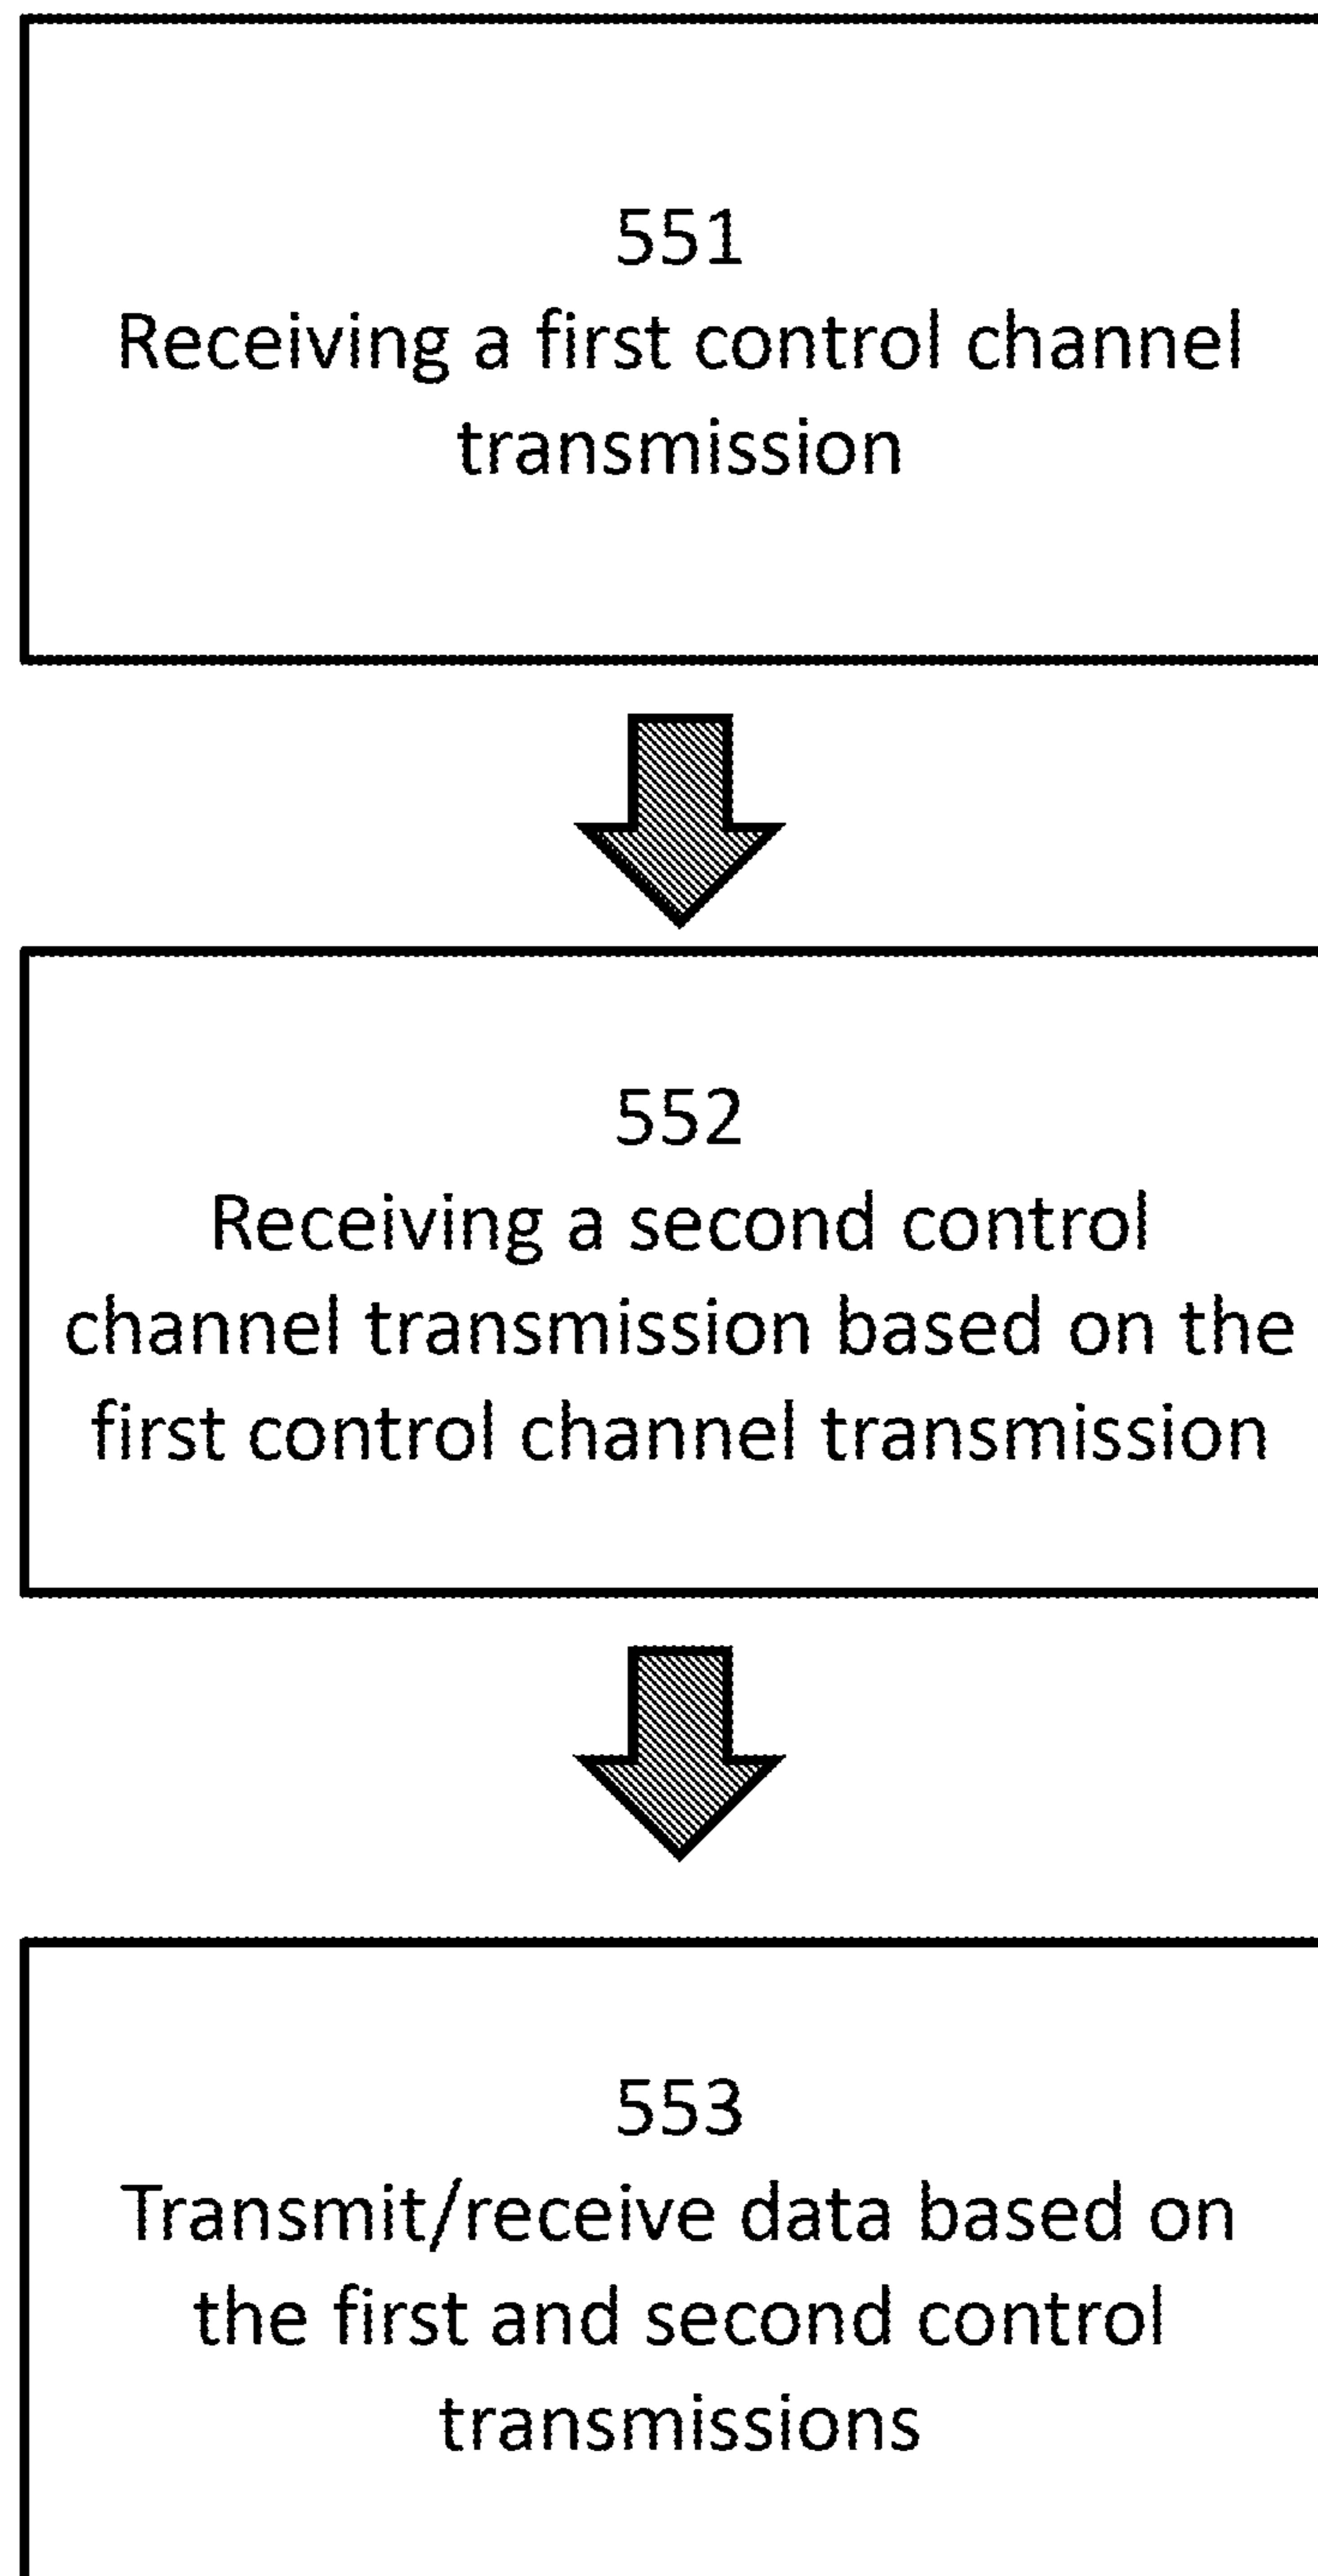 551
Receiving a first control channel
transmission
552
Receiving a second control
channel transmission based on the
first control channel transmission
553
Transmit/receive data based on
the first and second control
transmissions